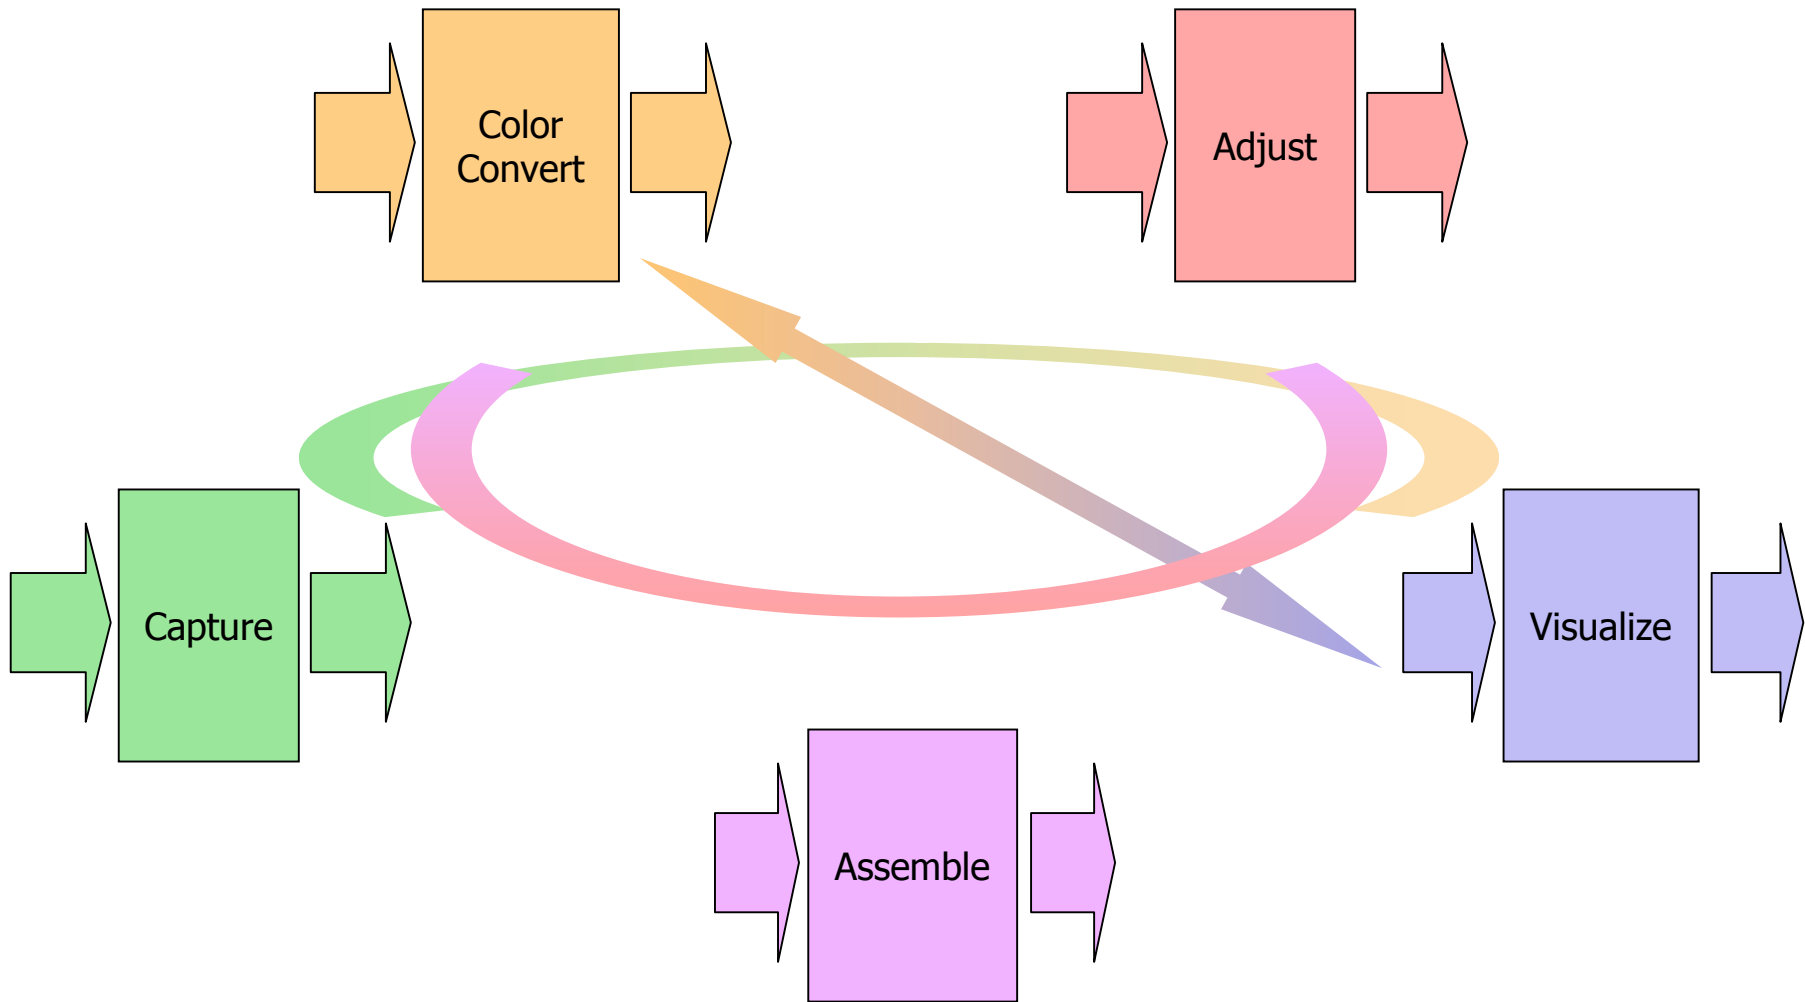 Color
Convert
Adjust
Capture
Visualize
Assemble